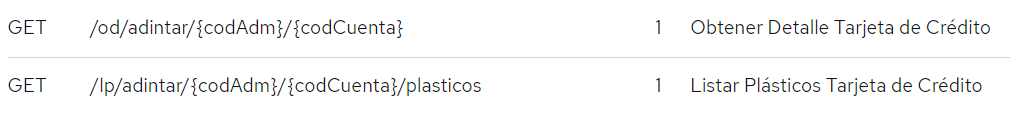 GET /od/adintar/{codAdm}/{codCuenta} 1 Obtener Detalle Tarjeta de Crédito
GET /lp/adintar/{codAdm}/{codCuenta}/plasticos 1 Listar Plásticos Tarjeta de Crédito